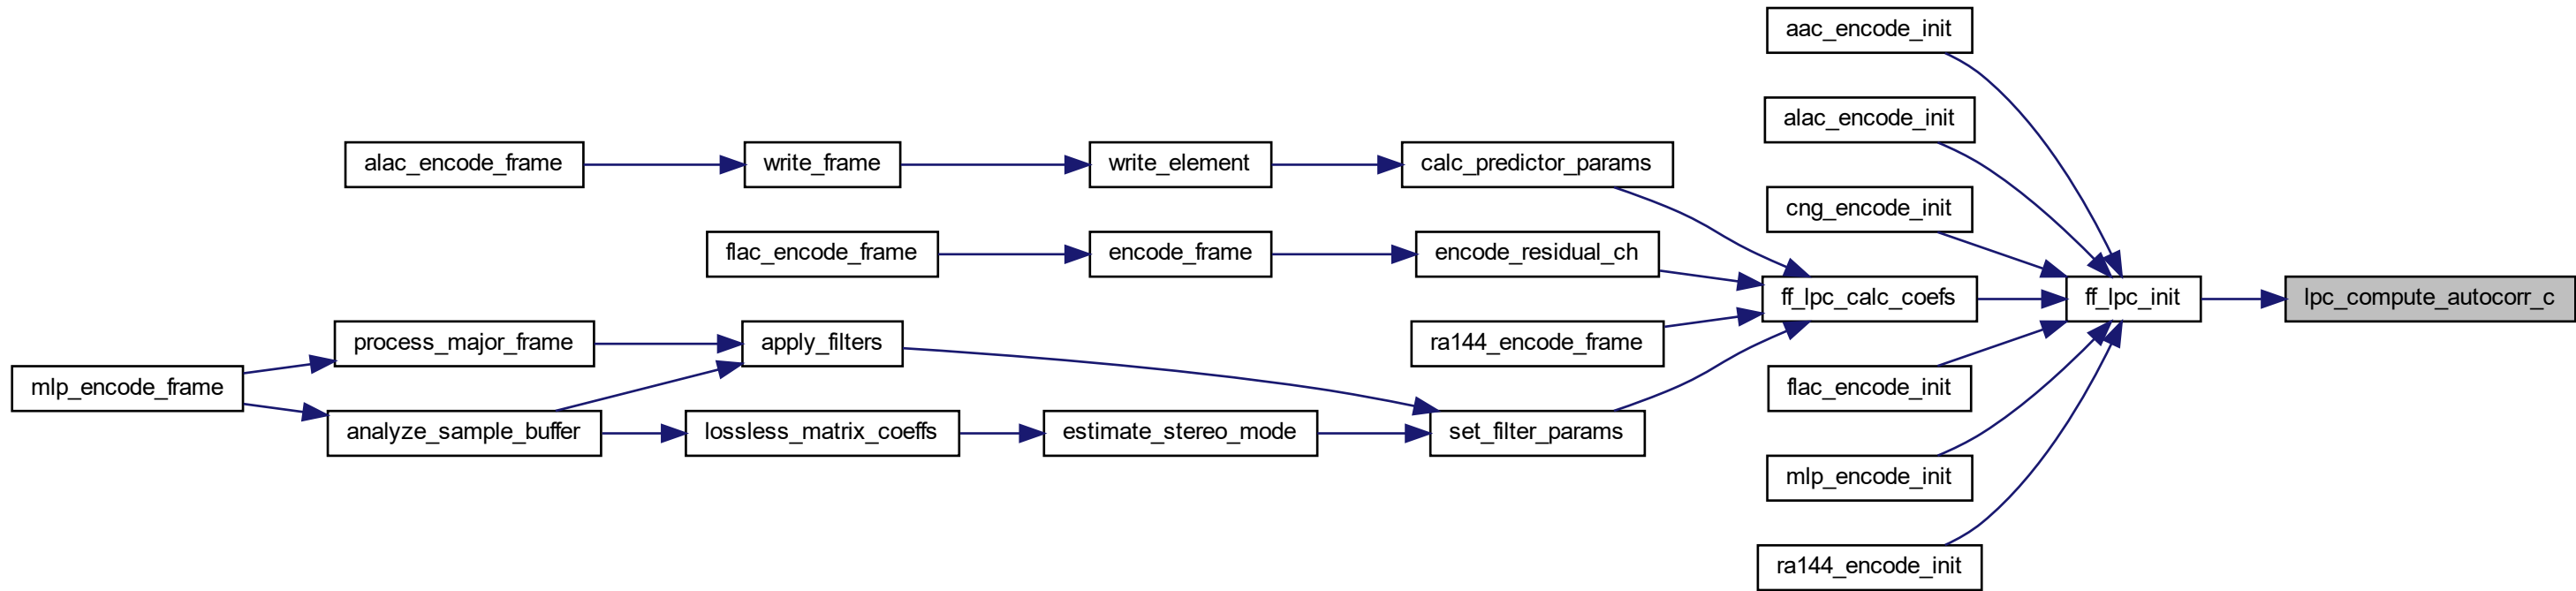 aac_encode_init
alac_encode_init
alac_encode_frame
write_frame
write_element
calc_predictor_params
cng_encode_init
flac_encode_frame
encode_frame
encode_residual_ch
ff_lpc_calc_coefs
ff_lpc_init
lpc_compute_autocorr_c
process_major_frame
apply_filters
ra144_encode_frame
mlp_encode_frame
flac_encode_init
analyze_sample_buffer
lossless_matrix_coeffs
estimate_stereo_mode
set_filter_params
mlp_encode_init
ra144_encode_init